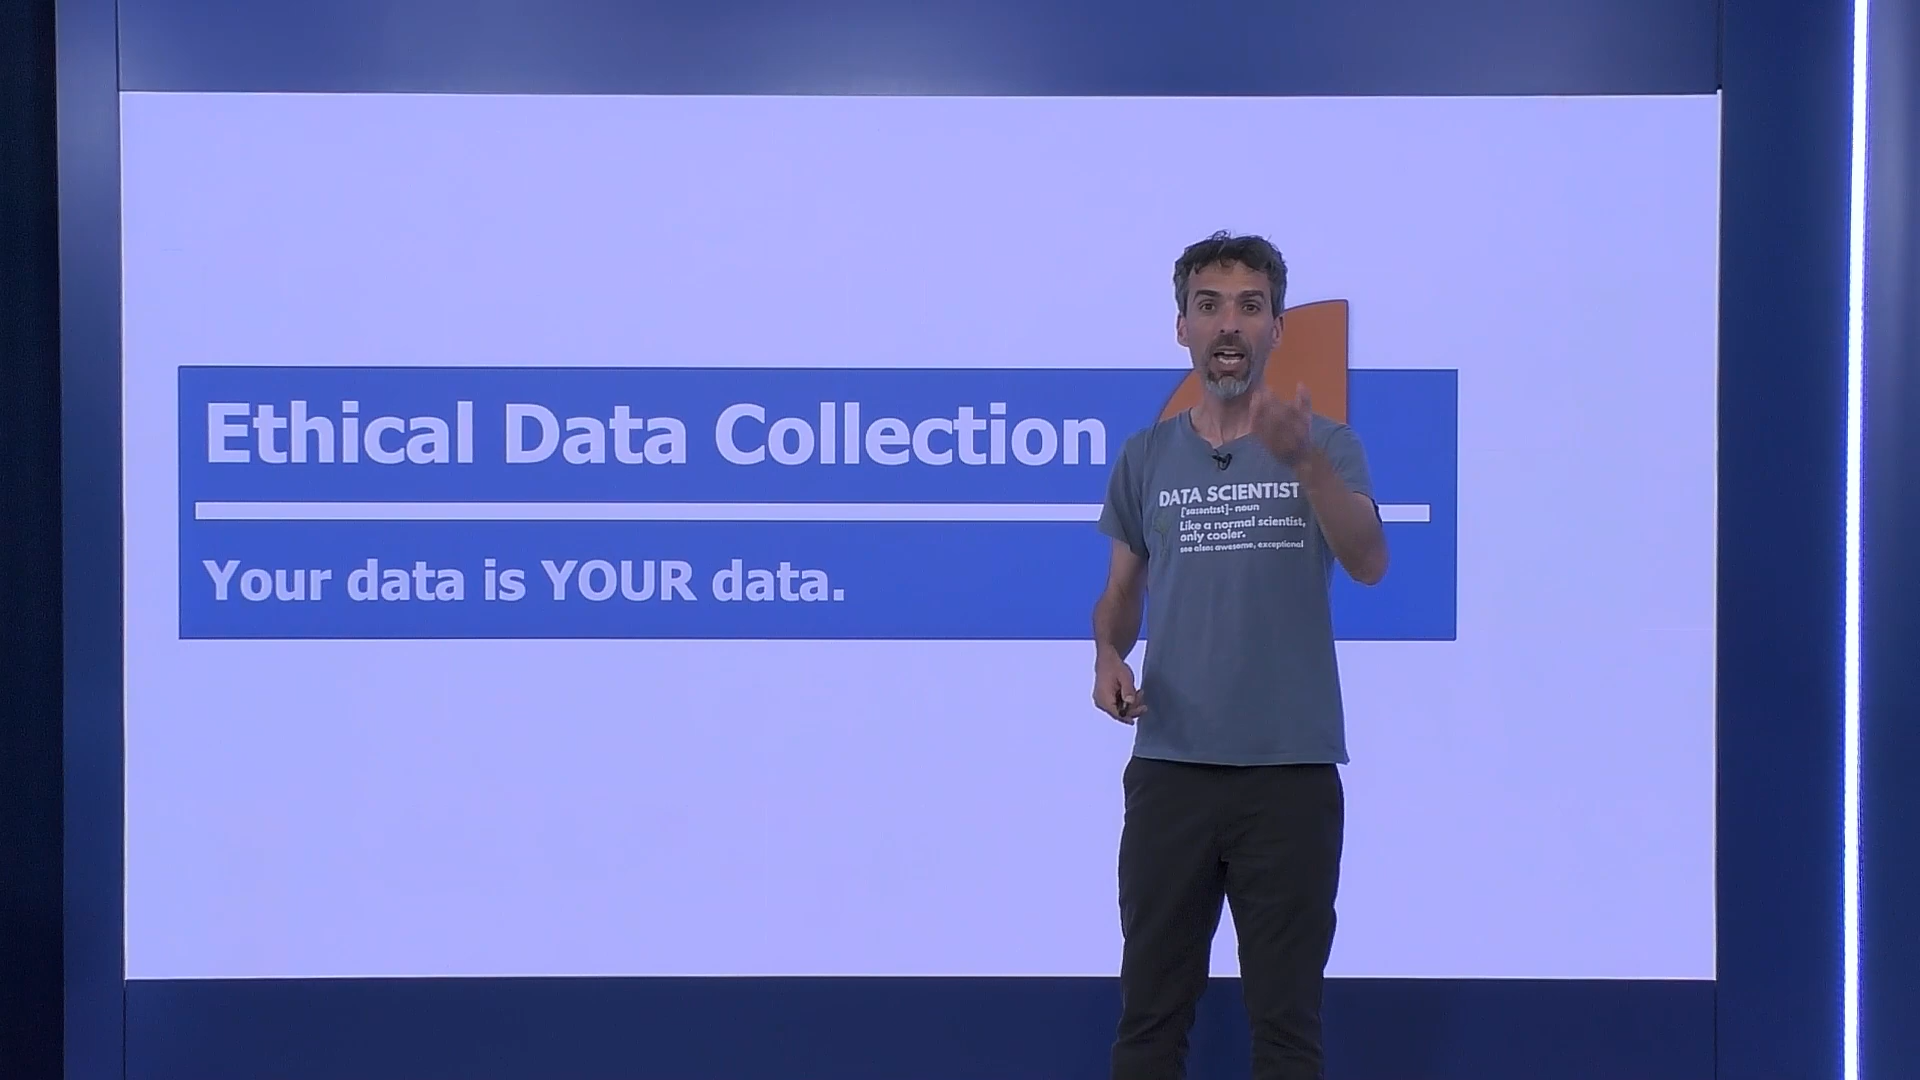 Ethical Data Collection
Your data is YOUR data.
DATA SCIENTIST
['saɪəntɪst]- noun
Like a normal scientist,
only cooler.
see also: awesome, exceptional